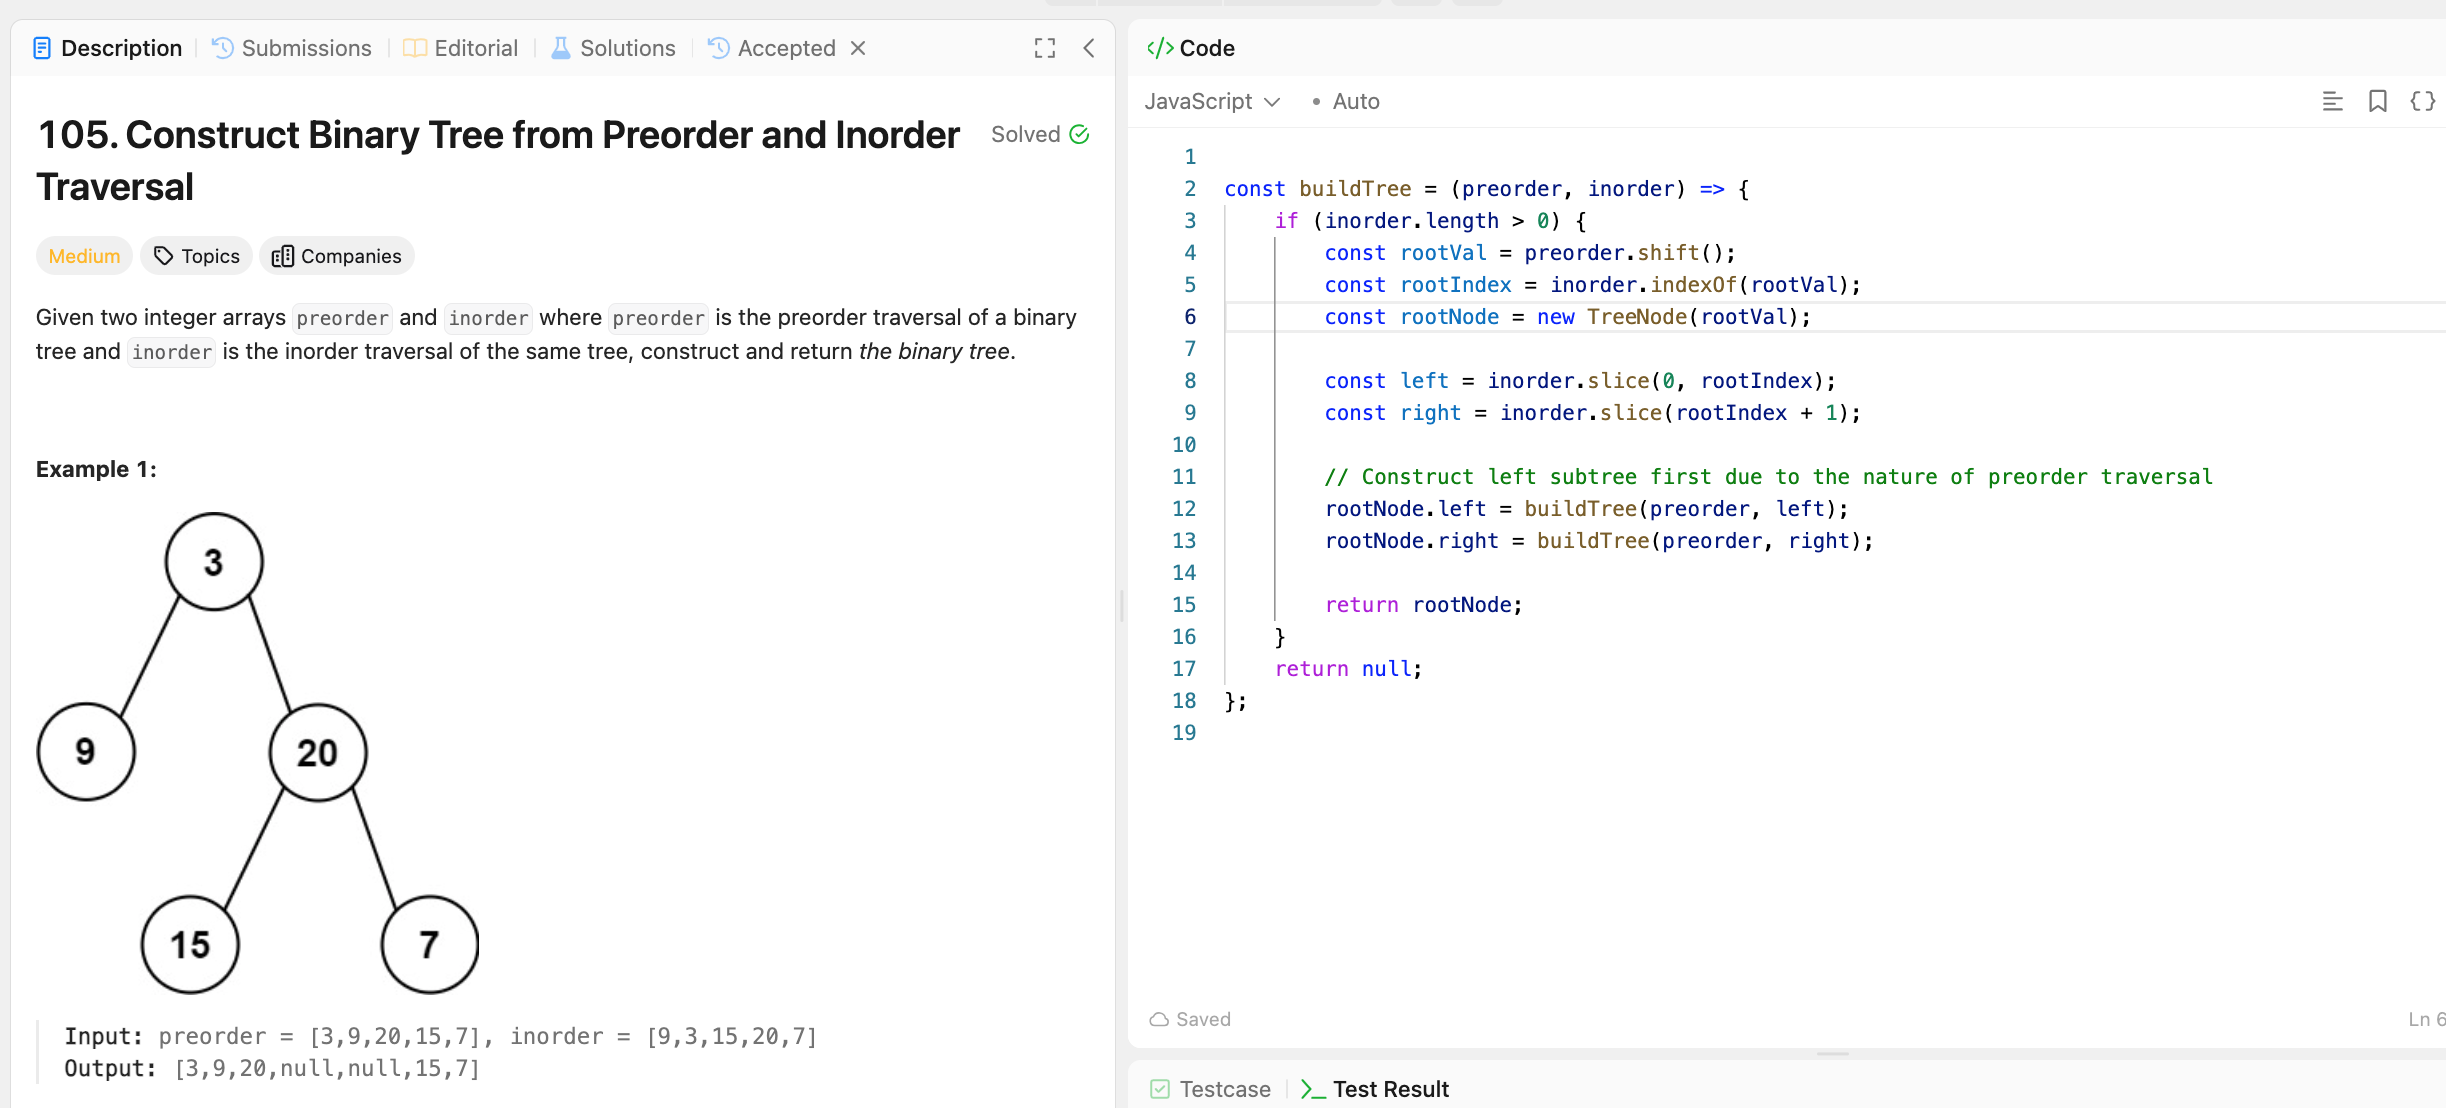 Description
Submissions
Editorial
Solutions
Accepted
105. Construct Binary Tree from Preorder and Inorder
Traversal
Solved
Medium
Topics
Companies
Given two integer arrays preorder and inorder where preorder is the preorder traversal of a binary
tree and inorder is the inorder traversal of the same tree, construct and return the binary tree.
Example 1:
3
9
20
15
7
Input: preorder = [3,9,20,15,7], inorder = [9,3,15,20,7]
Output: [3,9,20,null,null,15,7]
</> Code
JavaScript
• Auto
1
2 const buildTree = (preorder, inorder) => {
3 if (inorder.length > 0) {
4 const rootVal = preorder.shift();
5 const rootIndex = inorder.indexOf(rootVal);
6 const rootNode = new TreeNode(rootVal);
7
8 const left = inorder.slice(0, rootIndex);
9 const right = inorder.slice(rootIndex + 1);
10
11 // Construct left subtree first due to the nature of preorder traversal
12 rootNode.left = buildTree(preorder, left);
13 rootNode.right = buildTree(preorder, right);
14
15 return rootNode;
16 }
17 return null;
18 };
19
Saved
Ln 6
Testcase
Test Result